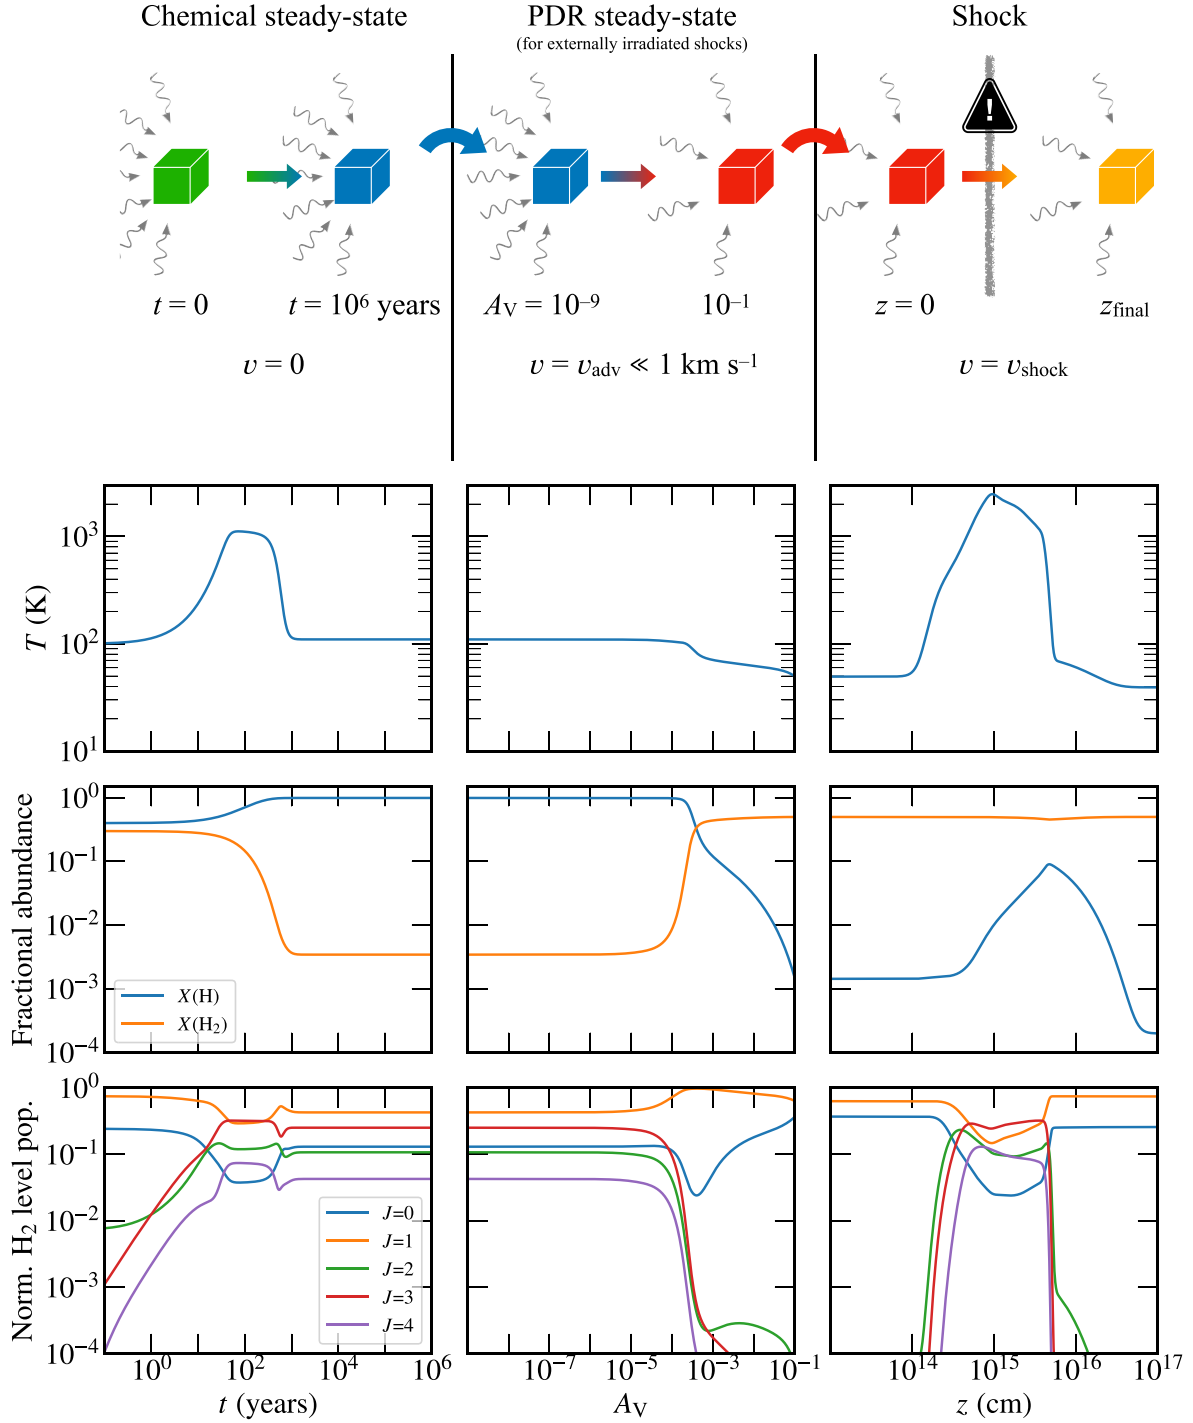 Chemical steady-state
PDR steady-state
(for externally irradiated shocks)
Shock
!
t = 0
t = 10⁶ years
A_V = 10⁻⁹
10⁻¹
z = 0
z_final
v = 0
v = v_adv ≪ 1 km s⁻¹
v = v_shock
T (K)
10³
10²
10¹
Fractional abundance
10⁰
10⁻¹
10⁻²
10⁻³
10⁻⁴
X(H)
X(H₂)
Norm. H₂ level pop.
10⁰
10⁻¹
10⁻²
10⁻³
10⁻⁴
J=0
J=1
J=2
J=3
J=4
10⁰ 10² 10⁴ 10⁶
10⁻⁷ 10⁻⁵ 10⁻³ 10⁻¹
10¹⁴ 10¹⁵ 10¹⁶ 10¹⁷
t (years)
A_V
z (cm)